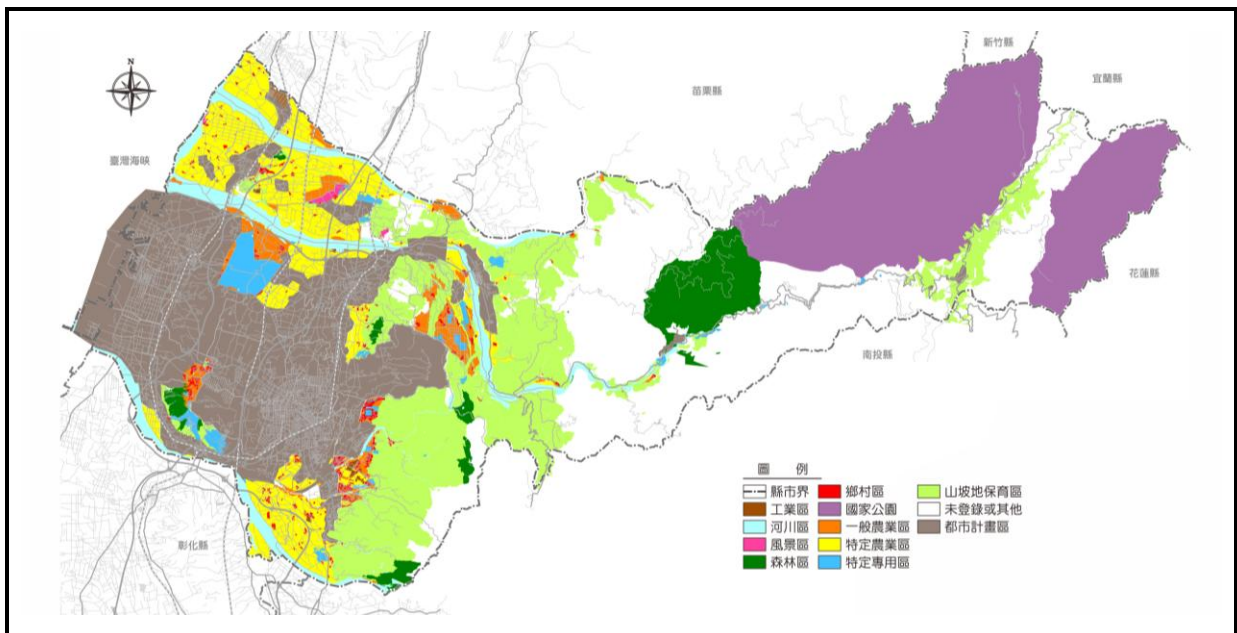 新竹縣
宜蘭縣
N
苗栗縣
臺灣海峽
花蓮縣
南投縣
彰化縣
圖 例
縣市界 鄉村區 山坡地保育區
工業區 國家公園 未登錄或其他
河川區 一般農業區 都市計畫區
風景區 特定農業區
森林區 特定專用區